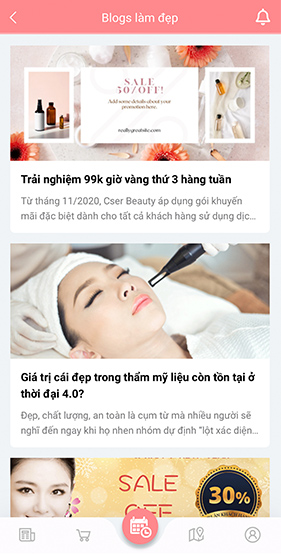 Blogs làm đẹp
SALE
50%OFF!
Add some details about your
promotion here.
reallygreatsite.com
Trải nghiệm 99k giờ vàng thứ 3 hàng tuần
Từ tháng 11/2020, Cser Beauty áp dụng gói khuyến
mãi đặc biệt dành cho tất cả khách hàng sử dụng dịc...
Giá trị cái đẹp trong thẩm mỹ liệu còn tồn tại ở
thời đại 4.0?
Đẹp, chất lượng, an toàn là cụm từ mà nhiều người sẽ
nghĩ đến ngay khi họ nhen nhóm dự định “lột xác diện...
SALE
OFF
30%